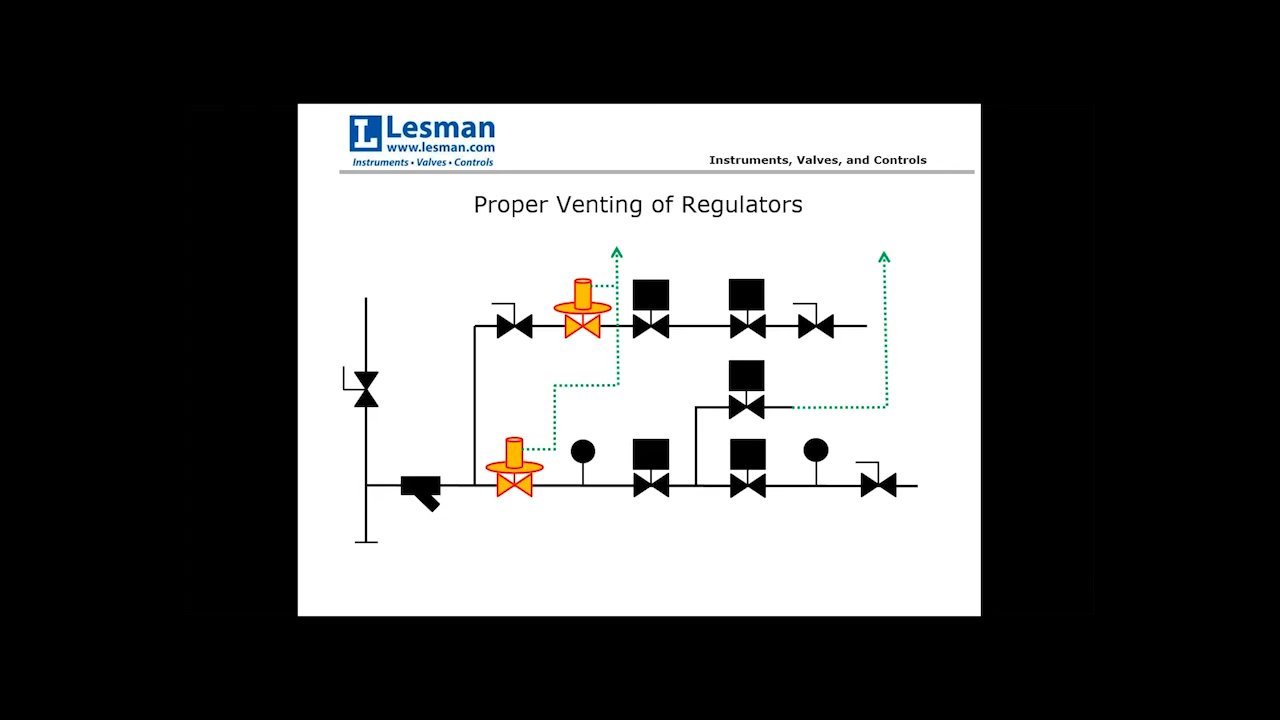 Lesman
www.lesman.com
Instruments • Valves • Controls
Instruments, Valves, and Controls
Proper Venting of Regulators